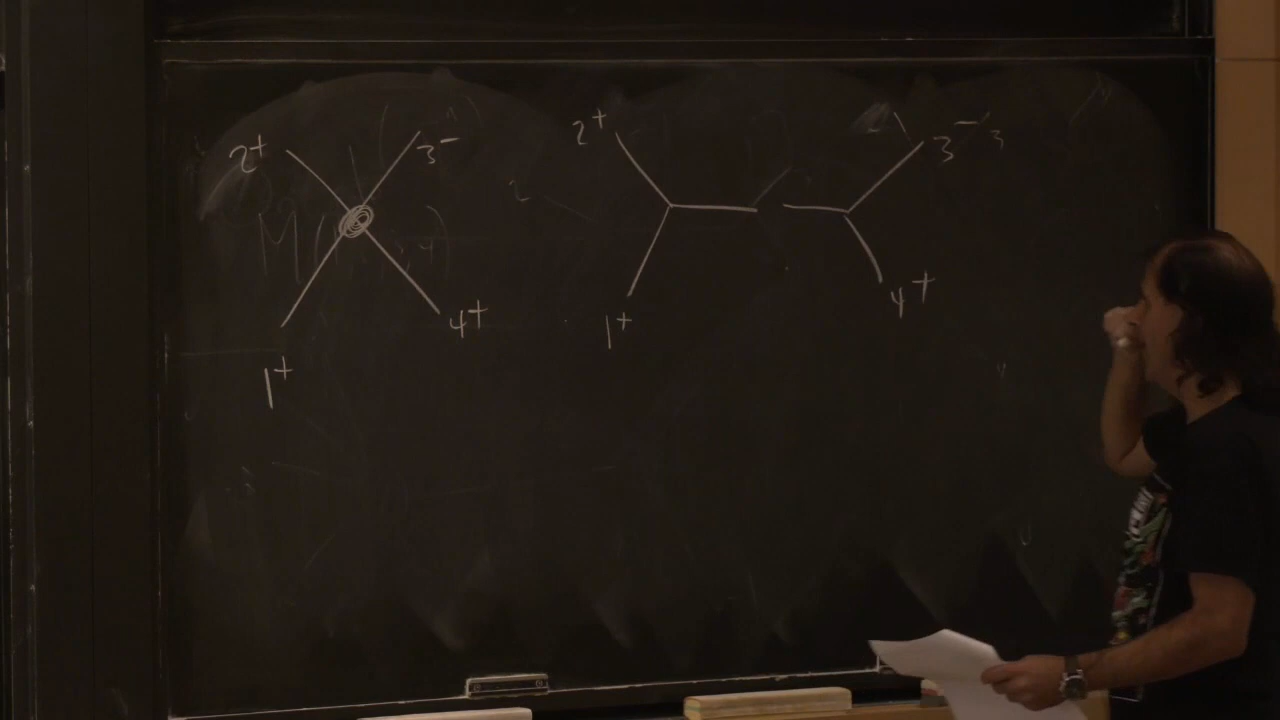 2+ 3-
1+ 4+
2+ 3-
1+ 4+